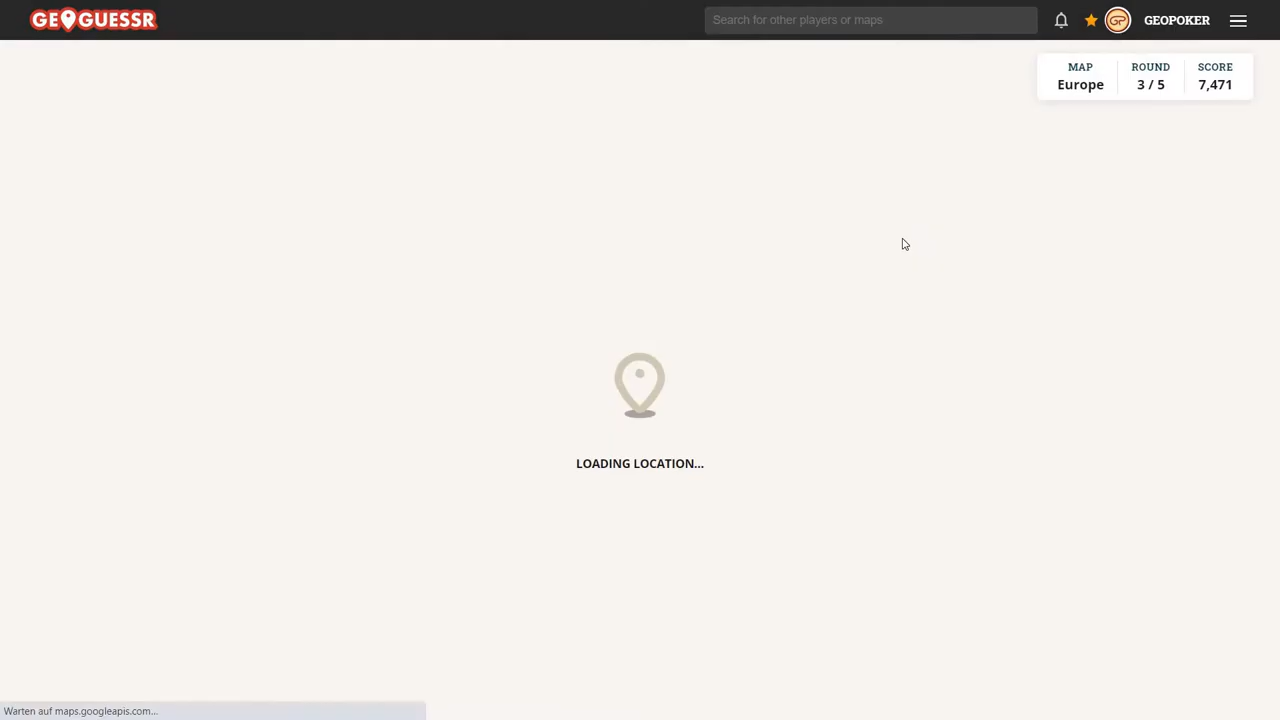 GEOGUESSR
Search for other players or maps
GP
GEOPOKER
MAP
ROUND
SCORE
Europe
3 / 5
7,471
LOADING LOCATION...
Warten auf maps.googleapis.com...